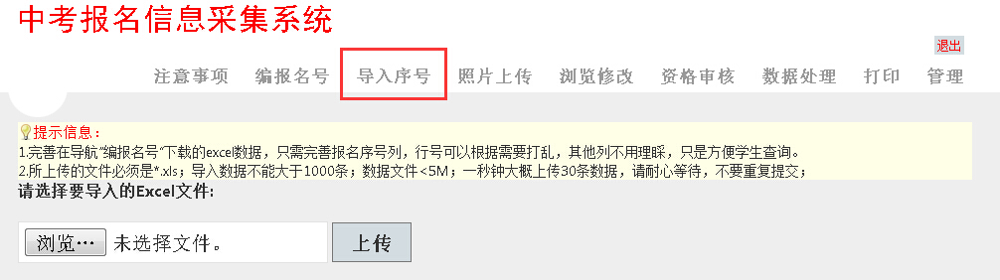 中考报名信息采集系统
退出
注意事项 编报名号 导入序号 照片上传 浏览修改 资格审核 数据处理 打印 管理
提示信息：
1.完善在导航"编报名号"下载的excel数据，只需完善报名序号列，行号可以根据需要打乱，其他列不用理睬，只是方便学生查询。
2.所上传的文件必须是*.xls；导入数据不能大于1000条；数据文件<5M；一秒钟大概上传30条数据，请耐心等待，不要重复提交；
请选择要导入的Excel文件:
浏览… 未选择文件。 上传